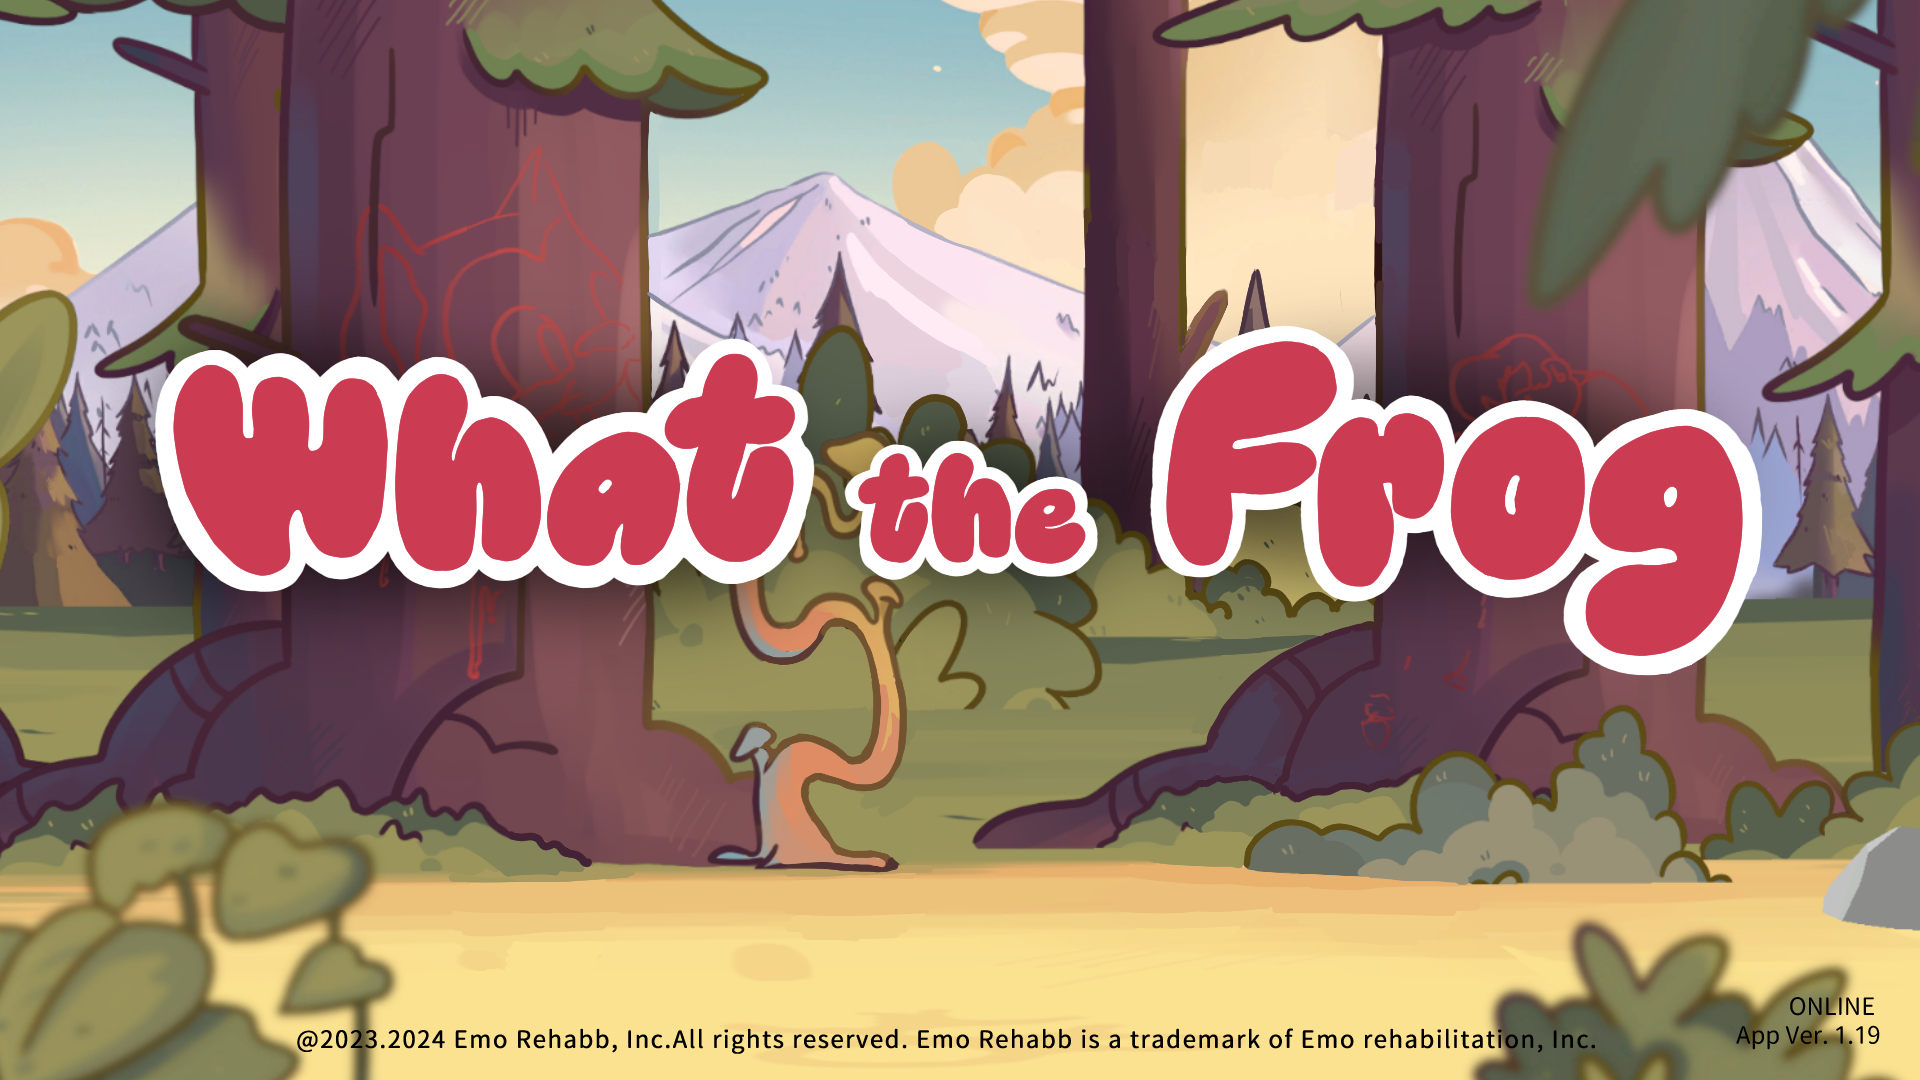 What the Frog
ONLINE
App Ver. 1.19
@2023.2024 Emo Rehabb, Inc.All rights reserved. Emo Rehabb is a trademark of Emo rehabilitation, Inc.